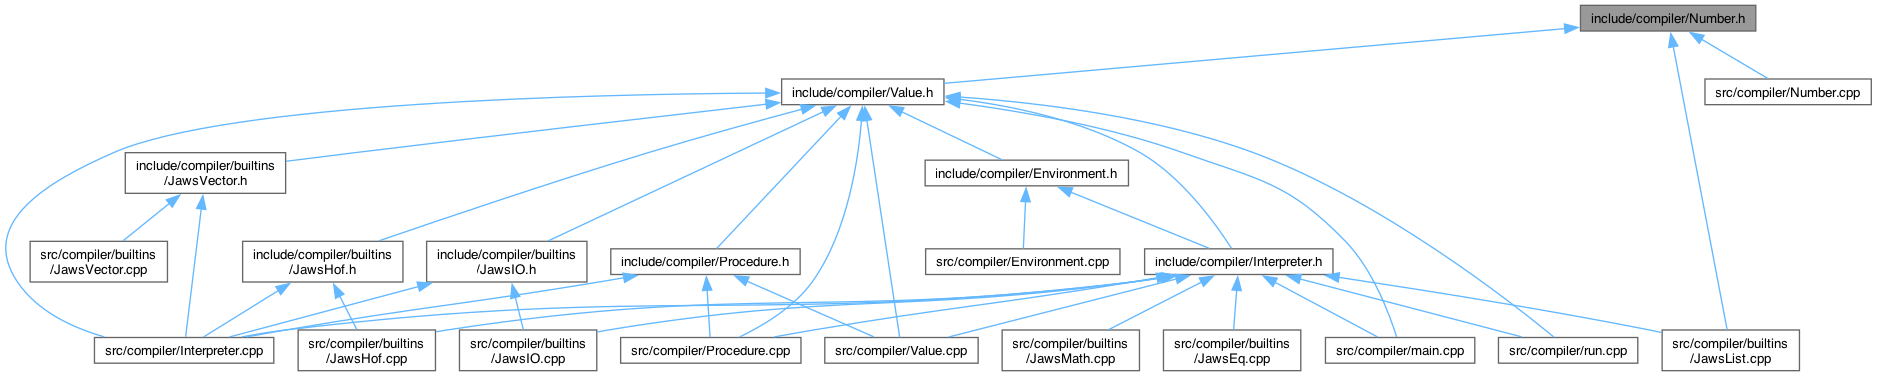 include/compiler/Number.h
include/compiler/Value.h
src/compiler/Number.cpp
include/compiler/builtins
/JawsVector.h
include/compiler/Environment.h
src/compiler/builtins
/JawsVector.cpp
include/compiler/builtins
/JawsHof.h
include/compiler/builtins
/JawsIO.h
include/compiler/Procedure.h
src/compiler/Environment.cpp
include/compiler/Interpreter.h
src/compiler/Interpreter.cpp
src/compiler/builtins
/JawsHof.cpp
src/compiler/builtins
/JawsIO.cpp
src/compiler/Procedure.cpp
src/compiler/Value.cpp
src/compiler/builtins
/JawsMath.cpp
src/compiler/builtins
/JawsEq.cpp
src/compiler/main.cpp
src/compiler/run.cpp
src/compiler/builtins
/JawsList.cpp